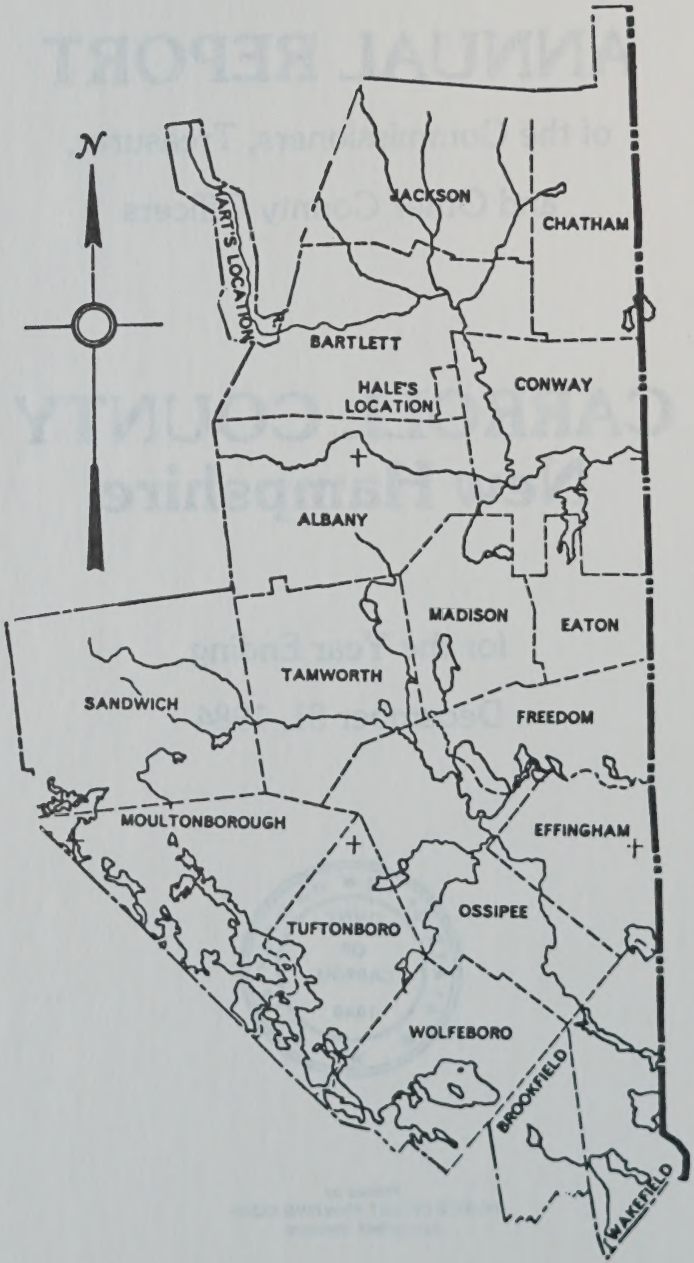 N
JACKSON
CHATHAM
HART'S LOCATION
BARTLETT
HALE'S
LOCATION
CONWAY
ALBANY
MADISON
EATON
TAMWORTH
SANDWICH
FREEDOM
MOULTONBOROUGH
EFFINGHAM
OSSIPEE
TUFTONBORO
WOLFEBORO
BROOKFIELD
WAKEFIELD
ANNUAL REPORT
of the Commissioners, Treasurer,
and Other County Officers
CARROLL COUNTY
New Hampshire
for the Year Ending
December 31, 1986